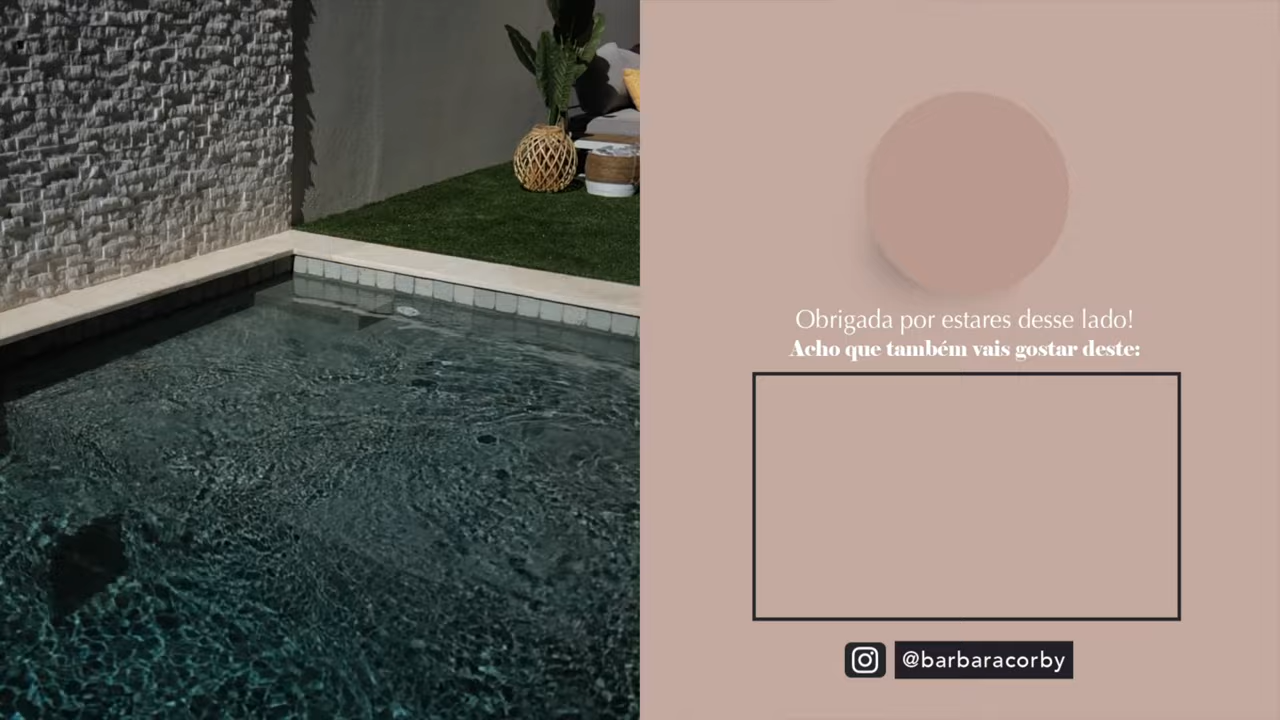 Obrigada por estares desse lado!
Acho que também vais gostar deste:
@barbaracorby